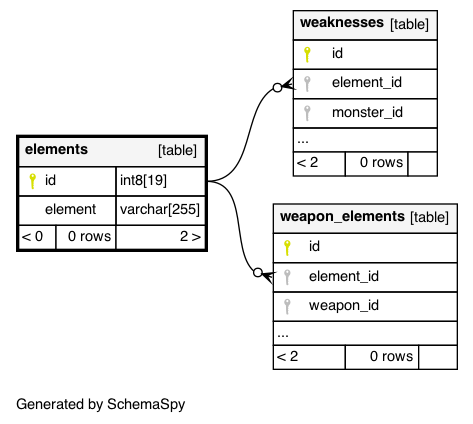 weaknesses [table]
id
element_id
monster_id
...
< 2 0 rows
elements [table]
id int8[19]
element varchar[255]
< 0 0 rows 2 >
weapon_elements [table]
id
element_id
weapon_id
...
< 2 0 rows
Generated by SchemaSpy